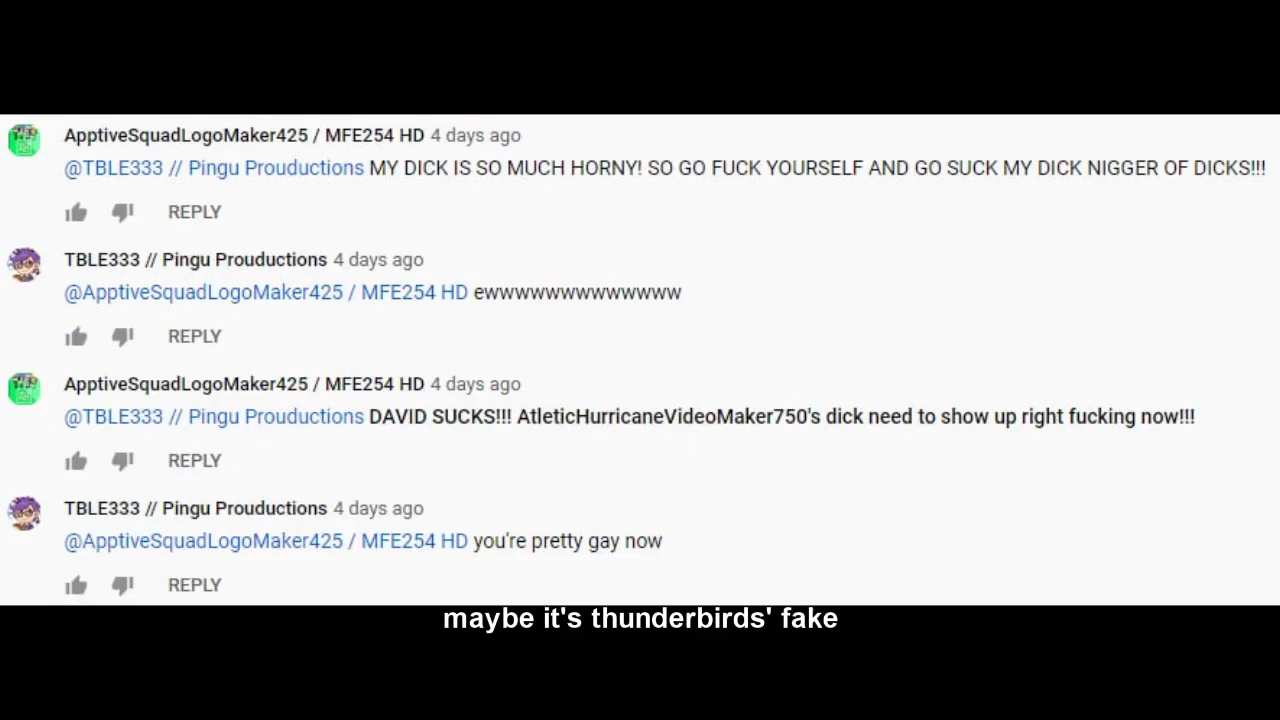 ApptiveSquadLogoMaker425 / MFE254 HD 4 days ago
@TBLE333 // Pingu Prouductions MY DICK IS SO MUCH HORNY! SO GO FUCK YOURSELF AND GO SUCK MY DICK NIGGER OF DICKS!!!
REPLY
TBLE333 // Pingu Prouductions 4 days ago
@ApptiveSquadLogoMaker425 / MFE254 HD ewwwwwwwwwwwww
REPLY
ApptiveSquadLogoMaker425 / MFE254 HD 4 days ago
@TBLE333 // Pingu Prouductions DAVID SUCKS!!! AtleticHurricaneVideoMaker750's dick need to show up right fucking now!!!
REPLY
TBLE333 // Pingu Prouductions 4 days ago
@ApptiveSquadLogoMaker425 / MFE254 HD you're pretty gay now
REPLY
maybe it's thunderbirds' fake